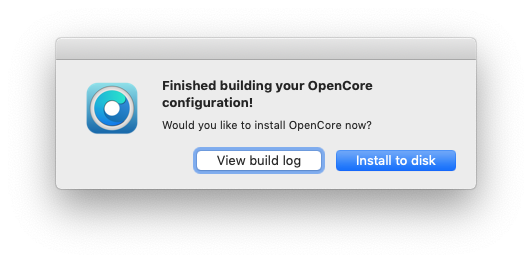 Finished building your OpenCore
configuration!
Would you like to install OpenCore now?
View build log
Install to disk